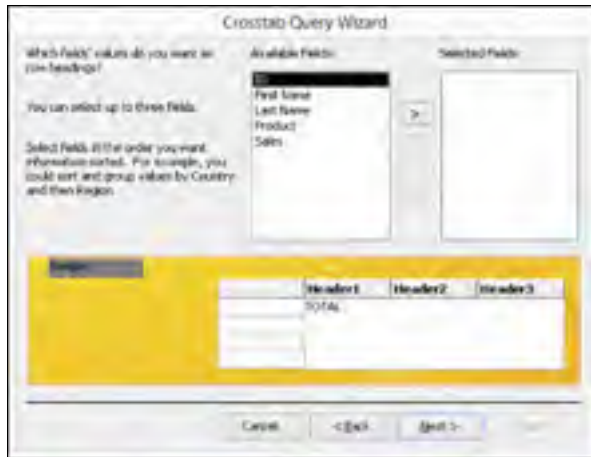 Crosstab Query Wizard
Which fields' values do you want as
row headings?
You can select up to three fields.
Select fields in the order you want
information sorted. For example, you
could sort and group values by Country
and then Region.
Available Fields:
ID
First Name
Last Name
Product
Sales
>
Selected Fields:
Sample:
Header1 Header2 Header3
TOTAL
Cancel
< Back
Next >